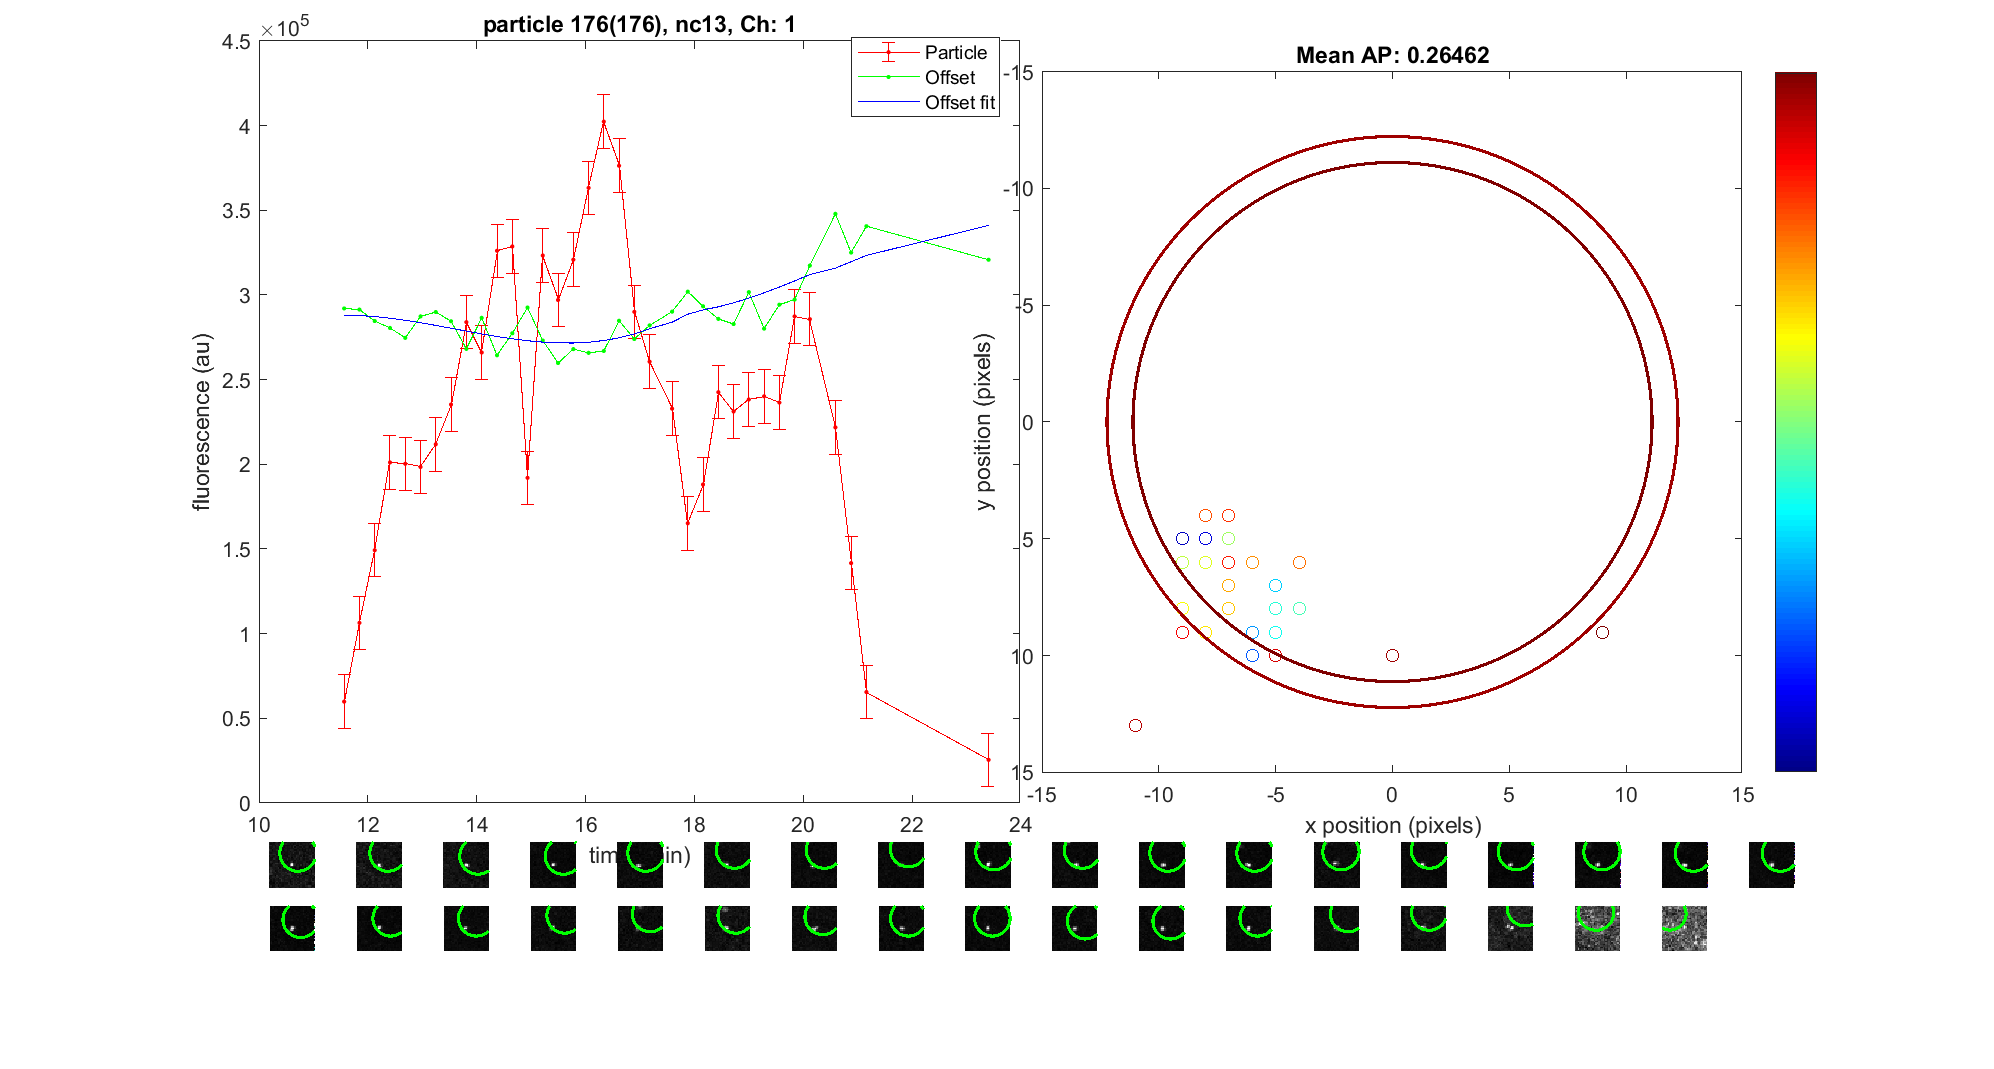 particle 176(176), nc13, Ch: 1
×10^5
4.5
4
3.5
3
2.5
2
1.5
1
0.5
0
fluorescence (au)
10 12 14 16 18 20 22 24
Particle
Offset
Offset fit
Mean AP: 0.26462
-15
-10
-5
0
5
10
15
y position (pixels)
-15 -10 -5 0 5 10 15
x position (pixels)